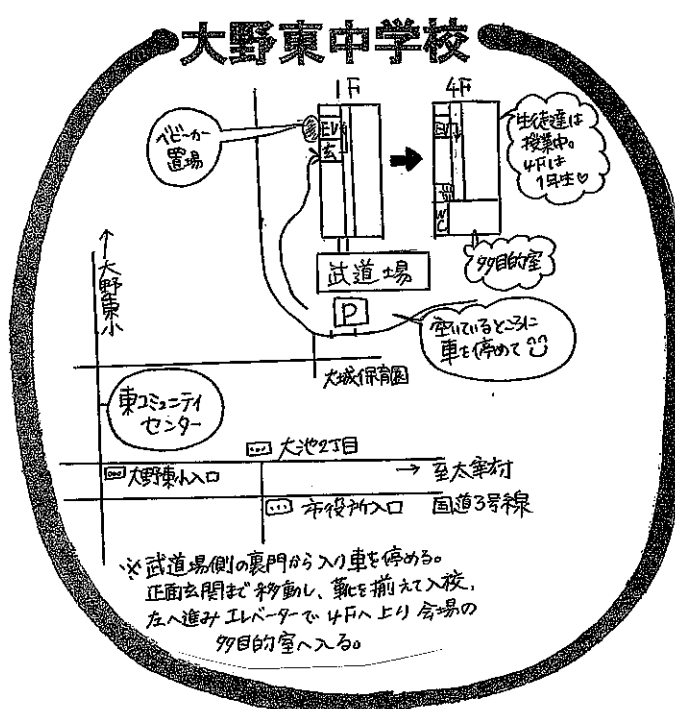 大野東中学校
1F
4F
ベビーカー
置場
EV
玄
EV
WC
生徒達は
授業中。
4Fは
1年生♡
多目的室
武道場
P
空いているところに
車を停めて
↑大野東小
大城保育園
東コミュニティ
センター
大池2丁目
大野東小入口
→ 至太宰府
市役所入口
国道3号線
※武道場側の裏門から入り車を停める。
正面玄関まで移動し、靴を揃えて入校、
左へ進みエレベーターで4Fへ上り会場の
多目的室へ入る。